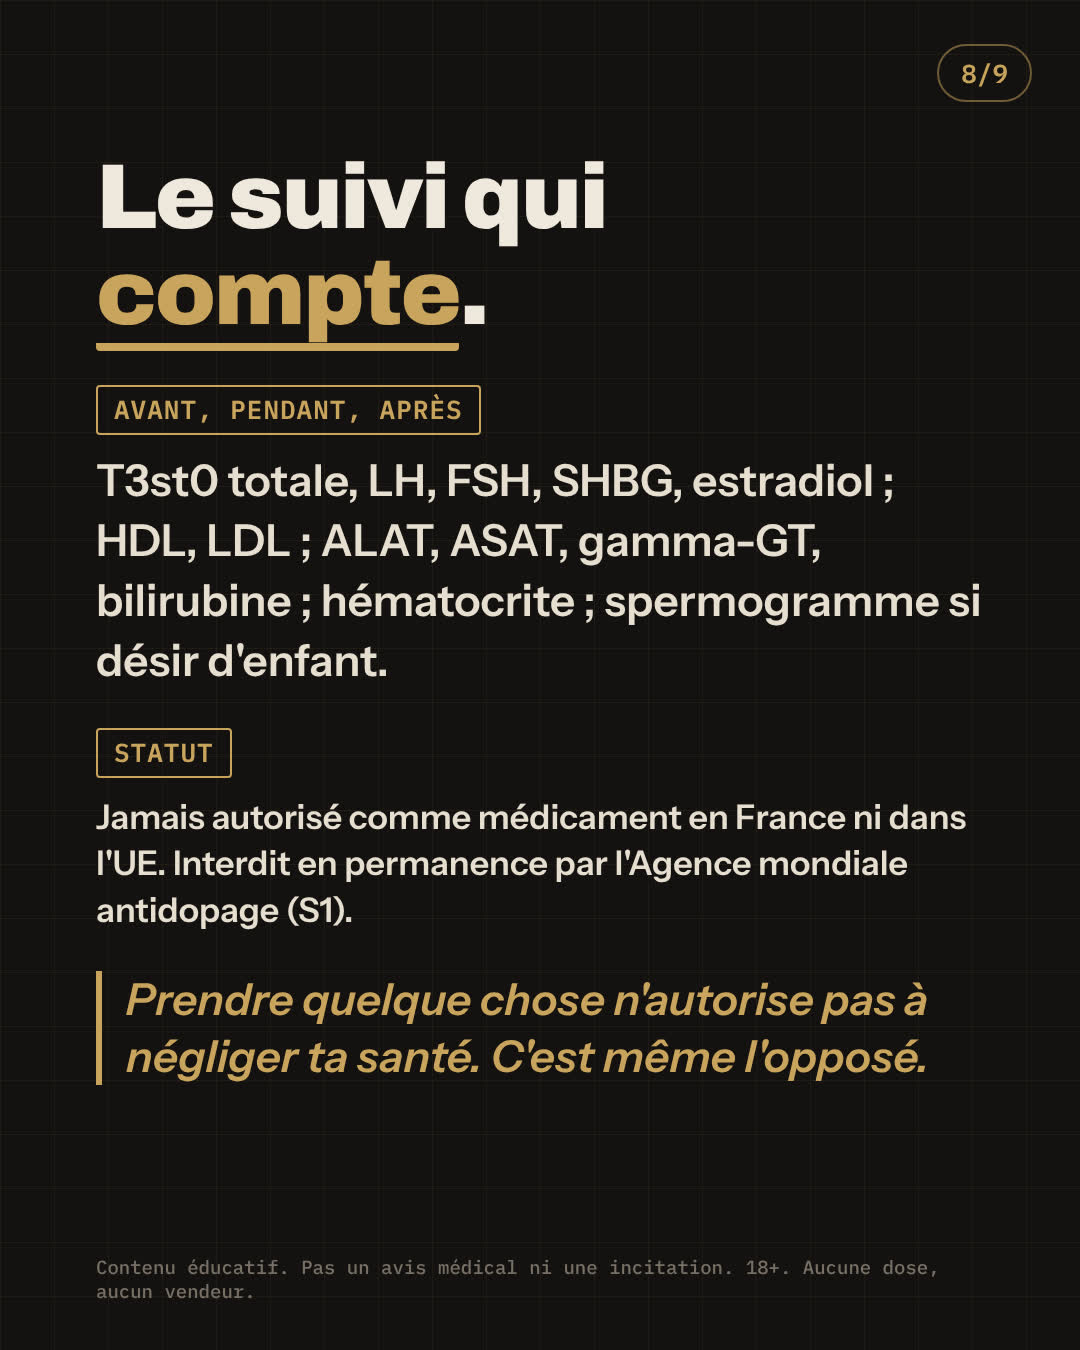 8/9
Le suivi qui
compte.
AVANT, PENDANT, APRÈS
T3st0 totale, LH, FSH, SHBG, estradiol ;
HDL, LDL ; ALAT, ASAT, gamma-GT,
bilirubine ; hématocrite ; spermogramme si
désir d'enfant.
STATUT
Jamais autorisé comme médicament en France ni dans
l'UE. Interdit en permanence par l'Agence mondiale
antidopage (S1).
Prendre quelque chose n'autorise pas à
négliger ta santé. C'est même l'opposé.
Contenu éducatif. Pas un avis médical ni une incitation. 18+. Aucune dose,
aucun vendeur.